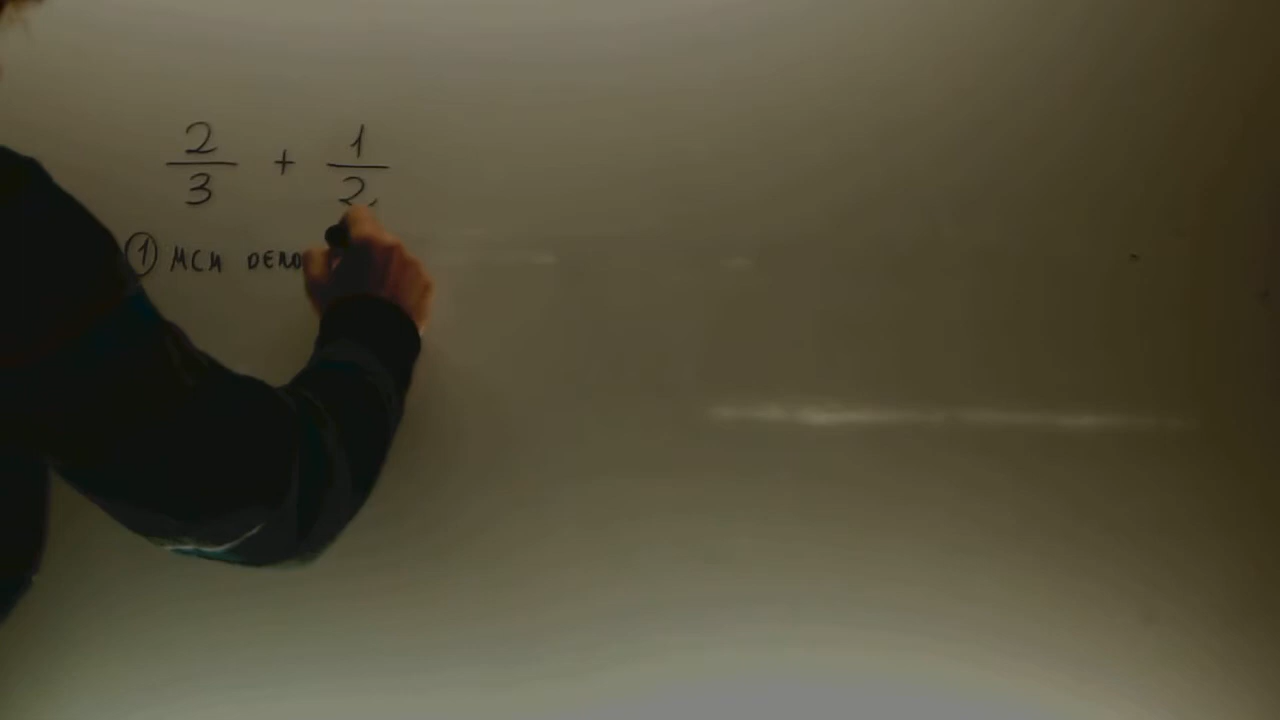 2/3 + 1/2
① MCM DENO